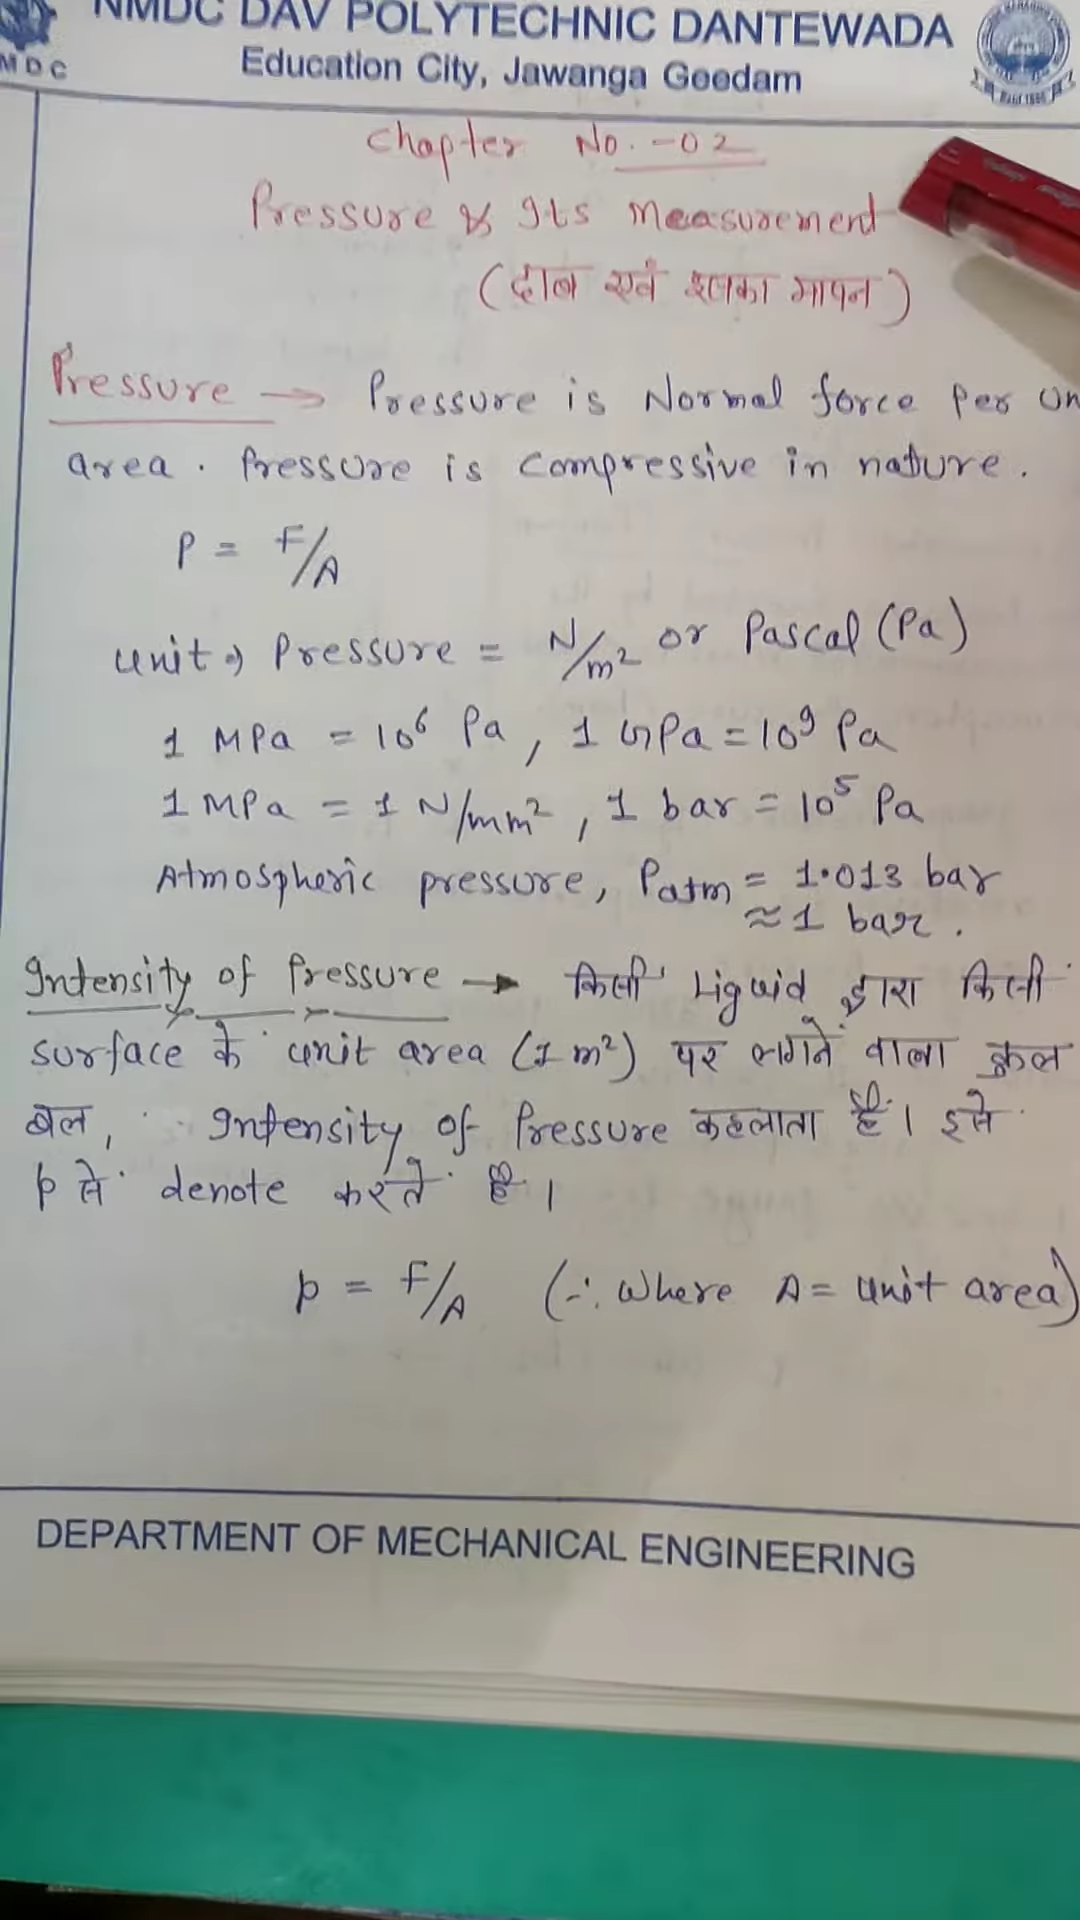 NMDC DAV POLYTECHNIC DANTEWADA
MDC
Education City, Jawanga Geedam
Chapter No. - 02
Pressure & Its Measurement
(दाब एवं इसका मापन)
Pressure → Pressure is Normal force per un
area. Pressure is compressive in nature.
P = F/A
unit → Pressure = N/m² or Pascal (Pa)
1 MPa = 10⁶ Pa, 1 GPa = 10⁹ Pa
1 MPa = 1 N/mm², 1 bar = 10⁵ Pa
Atmospheric pressure, Patm = 1.013 bar
≈ 1 bar.
Intensity of Pressure → किसी Liquid द्वारा किसी
surface के unit area (1 m²) पर लगने वाला कुल
बल, Intensity of Pressure कहलाता है। इसे
p से denote करते है।
p = F/A (∴ where A = unit area)
DEPARTMENT OF MECHANICAL ENGINEERING